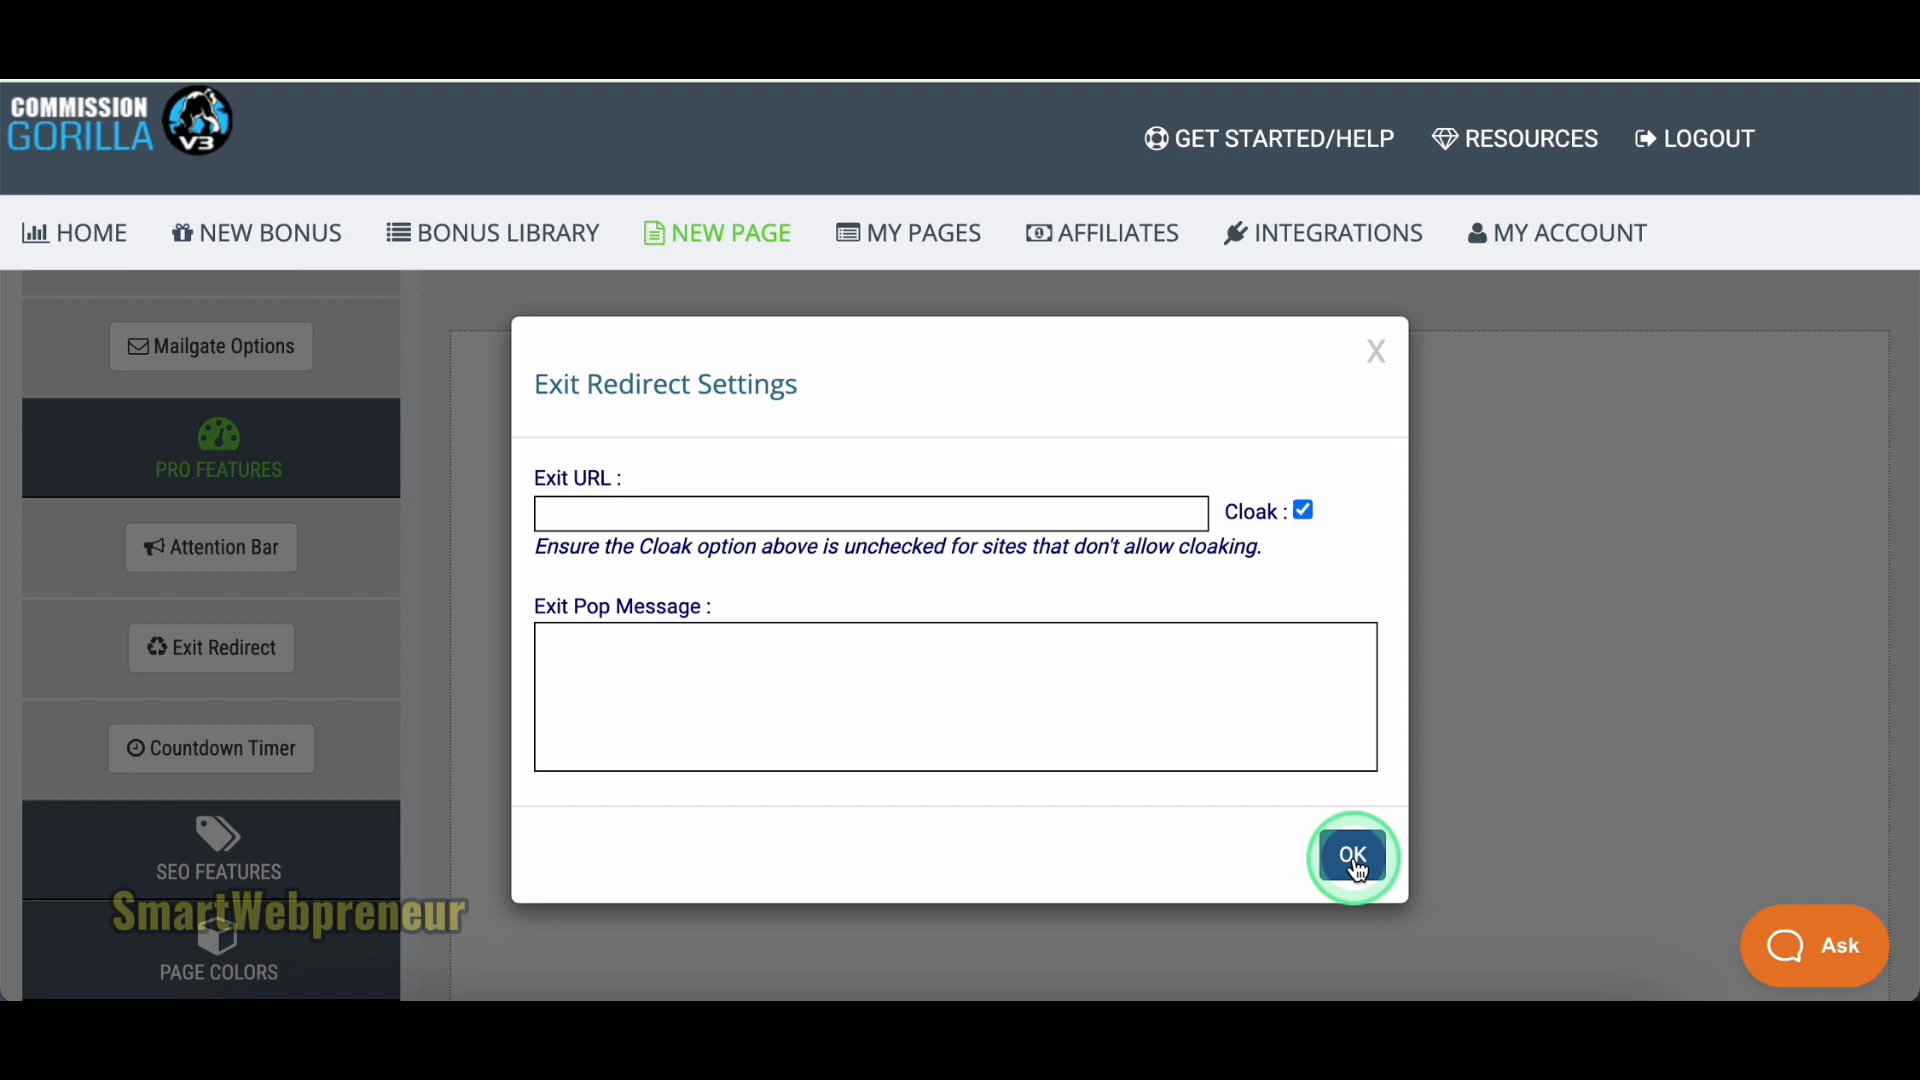 COMMISSION
GORILLA
V3
GET STARTED/HELP
RESOURCES
LOGOUT
HOME
NEW BONUS
BONUS LIBRARY
NEW PAGE
MY PAGES
AFFILIATES
INTEGRATIONS
MY ACCOUNT
Mailgate Options
PRO FEATURES
Attention Bar
Exit Redirect
Countdown Timer
SEO FEATURES
PAGE COLORS
SmartWebpreneur
X
Exit Redirect Settings
Exit URL :
Cloak :
Ensure the Cloak option above is unchecked for sites that don't allow cloaking.
Exit Pop Message :
OK
Ask